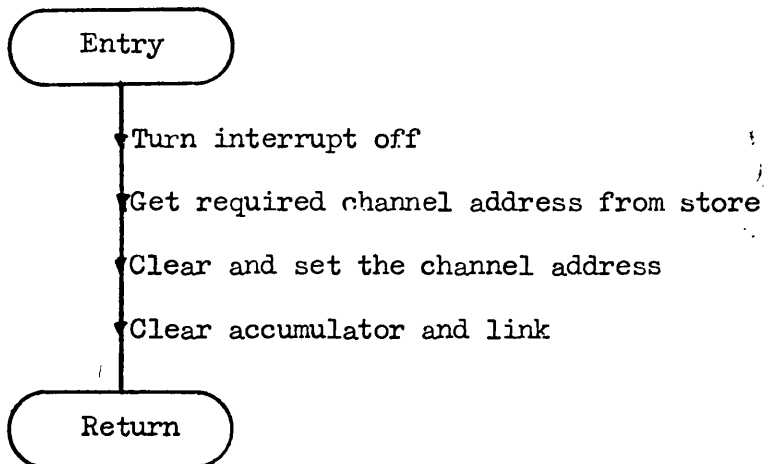 Entry
Turn interrupt off
Get required channel address from store
Clear and set the channel address
Clear accumulator and link
Return